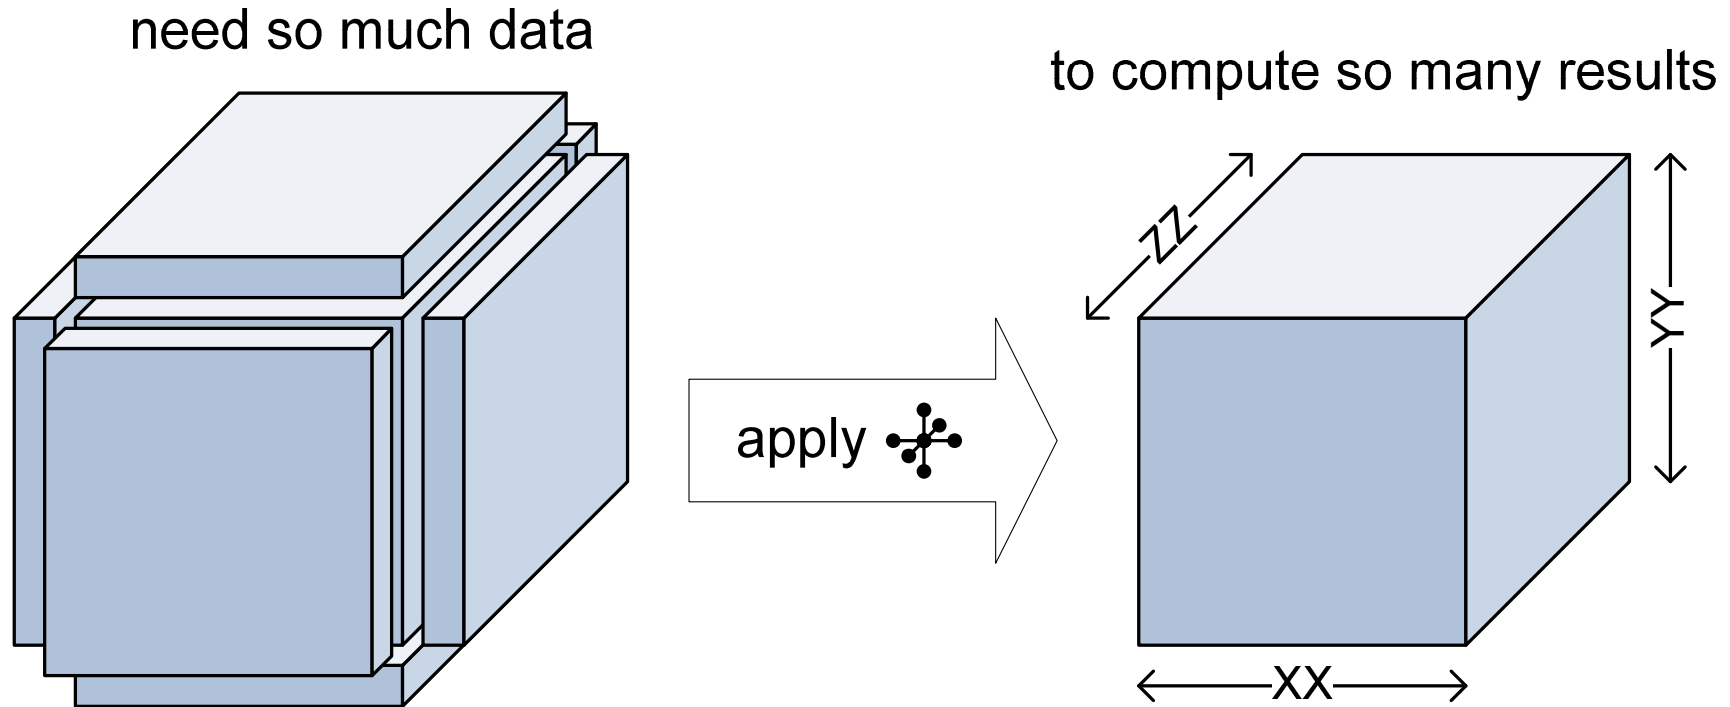 need so much data
to compute so many results
ZZ
YY
apply
XX